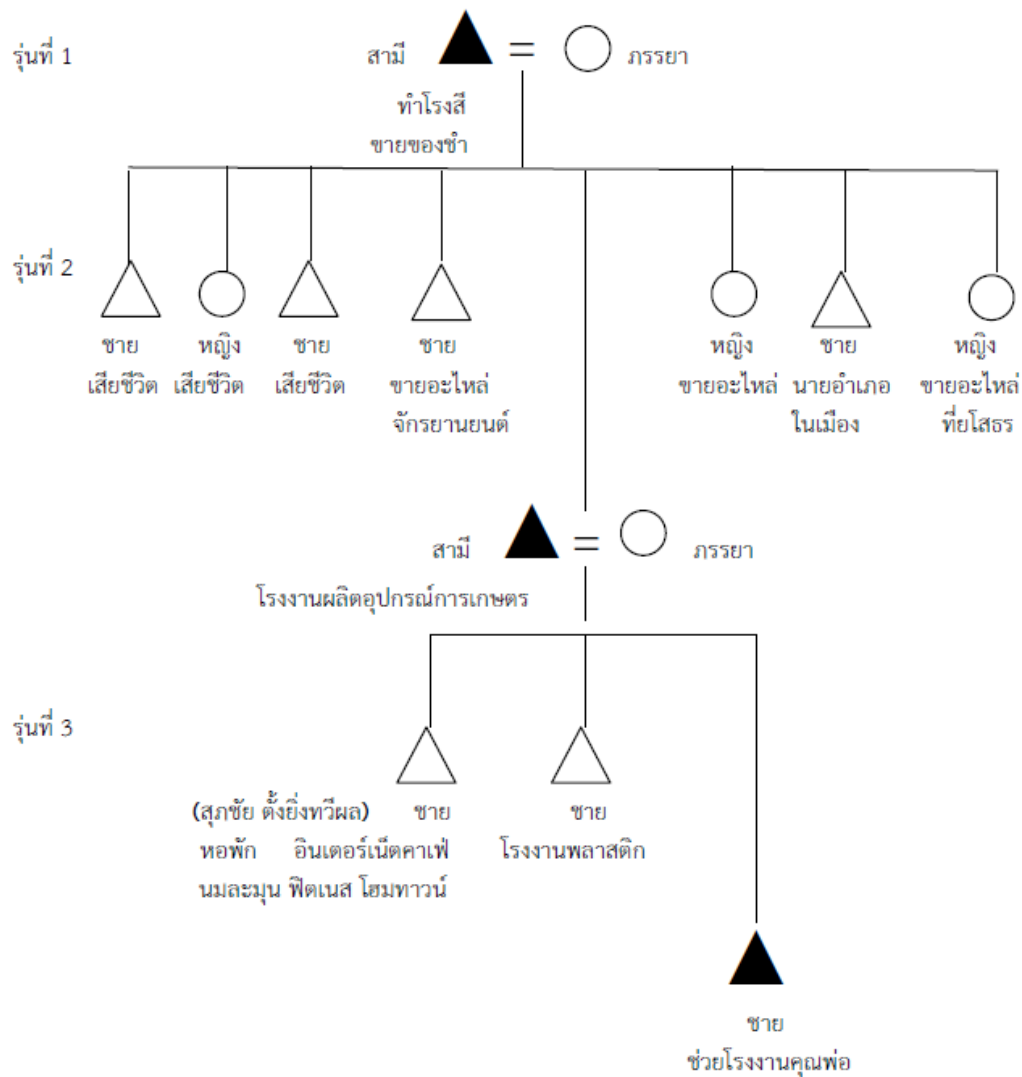 รุ่นที่ 1
สามี = ภรรยา
ทำโรงสี
ขายของชำ
รุ่นที่ 2
ชาย หญิง ชาย ชาย หญิง ชาย หญิง
เสียชีวิต เสียชีวิต เสียชีวิต ขายอะไหล่ ขายอะไหล่ นายอำเภอ ขายอะไหล่
จักรยานยนต์ ในเมือง ที่ยโสธร
สามี = ภรรยา
โรงงานผลิตอุปกรณ์การเกษตร
รุ่นที่ 3
(สุภชัย ตั้งยิ่งทวีผล) ชาย ชาย
หอพัก อินเตอร์เน็ตคาเฟ่ โรงงานพลาสติก
นมละมุน ฟิตเนส โฮมทาวน์
ชาย
ช่วยโรงงานคุณพ่อ